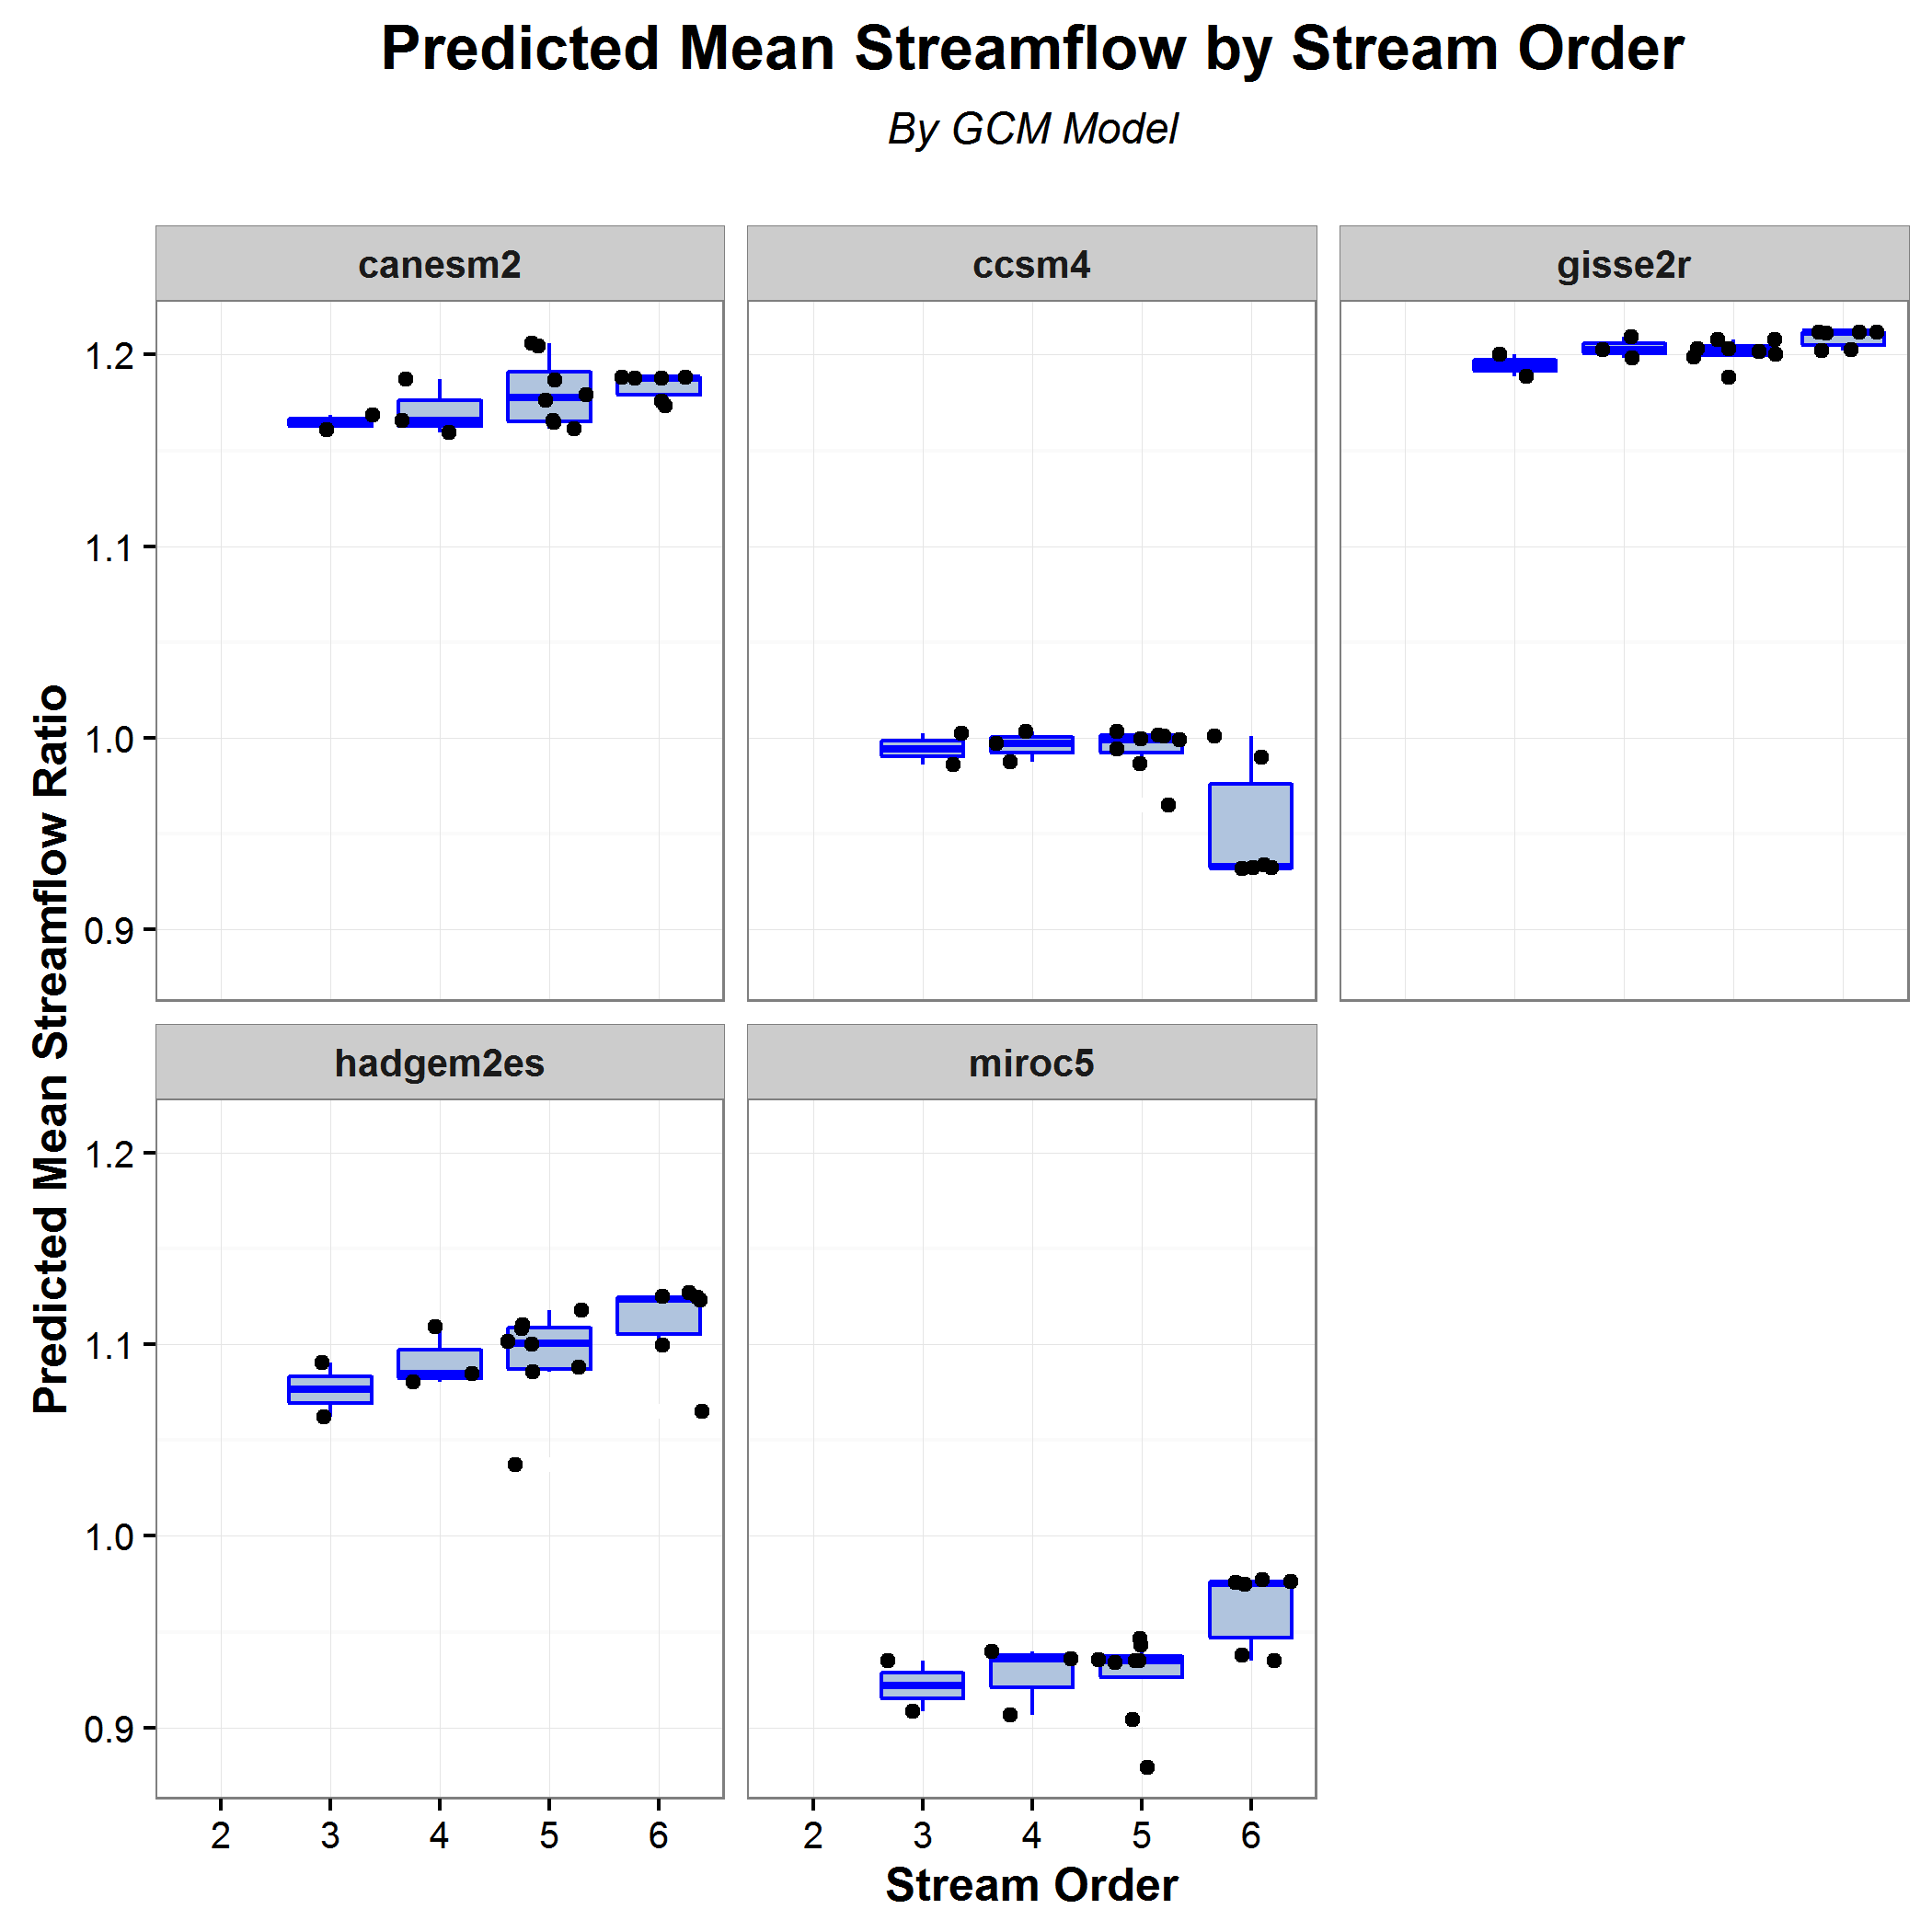 Predicted Mean Streamflow by Stream Order
By GCM Model
canesm2
ccsm4
gisse2r
1.2
1.1
1.0
0.9
Predicted Mean Streamflow Ratio
hadgem2es
miroc5
1.2
1.1
1.0
0.9
2 3 4 5 6
2 3 4 5 6
Stream Order